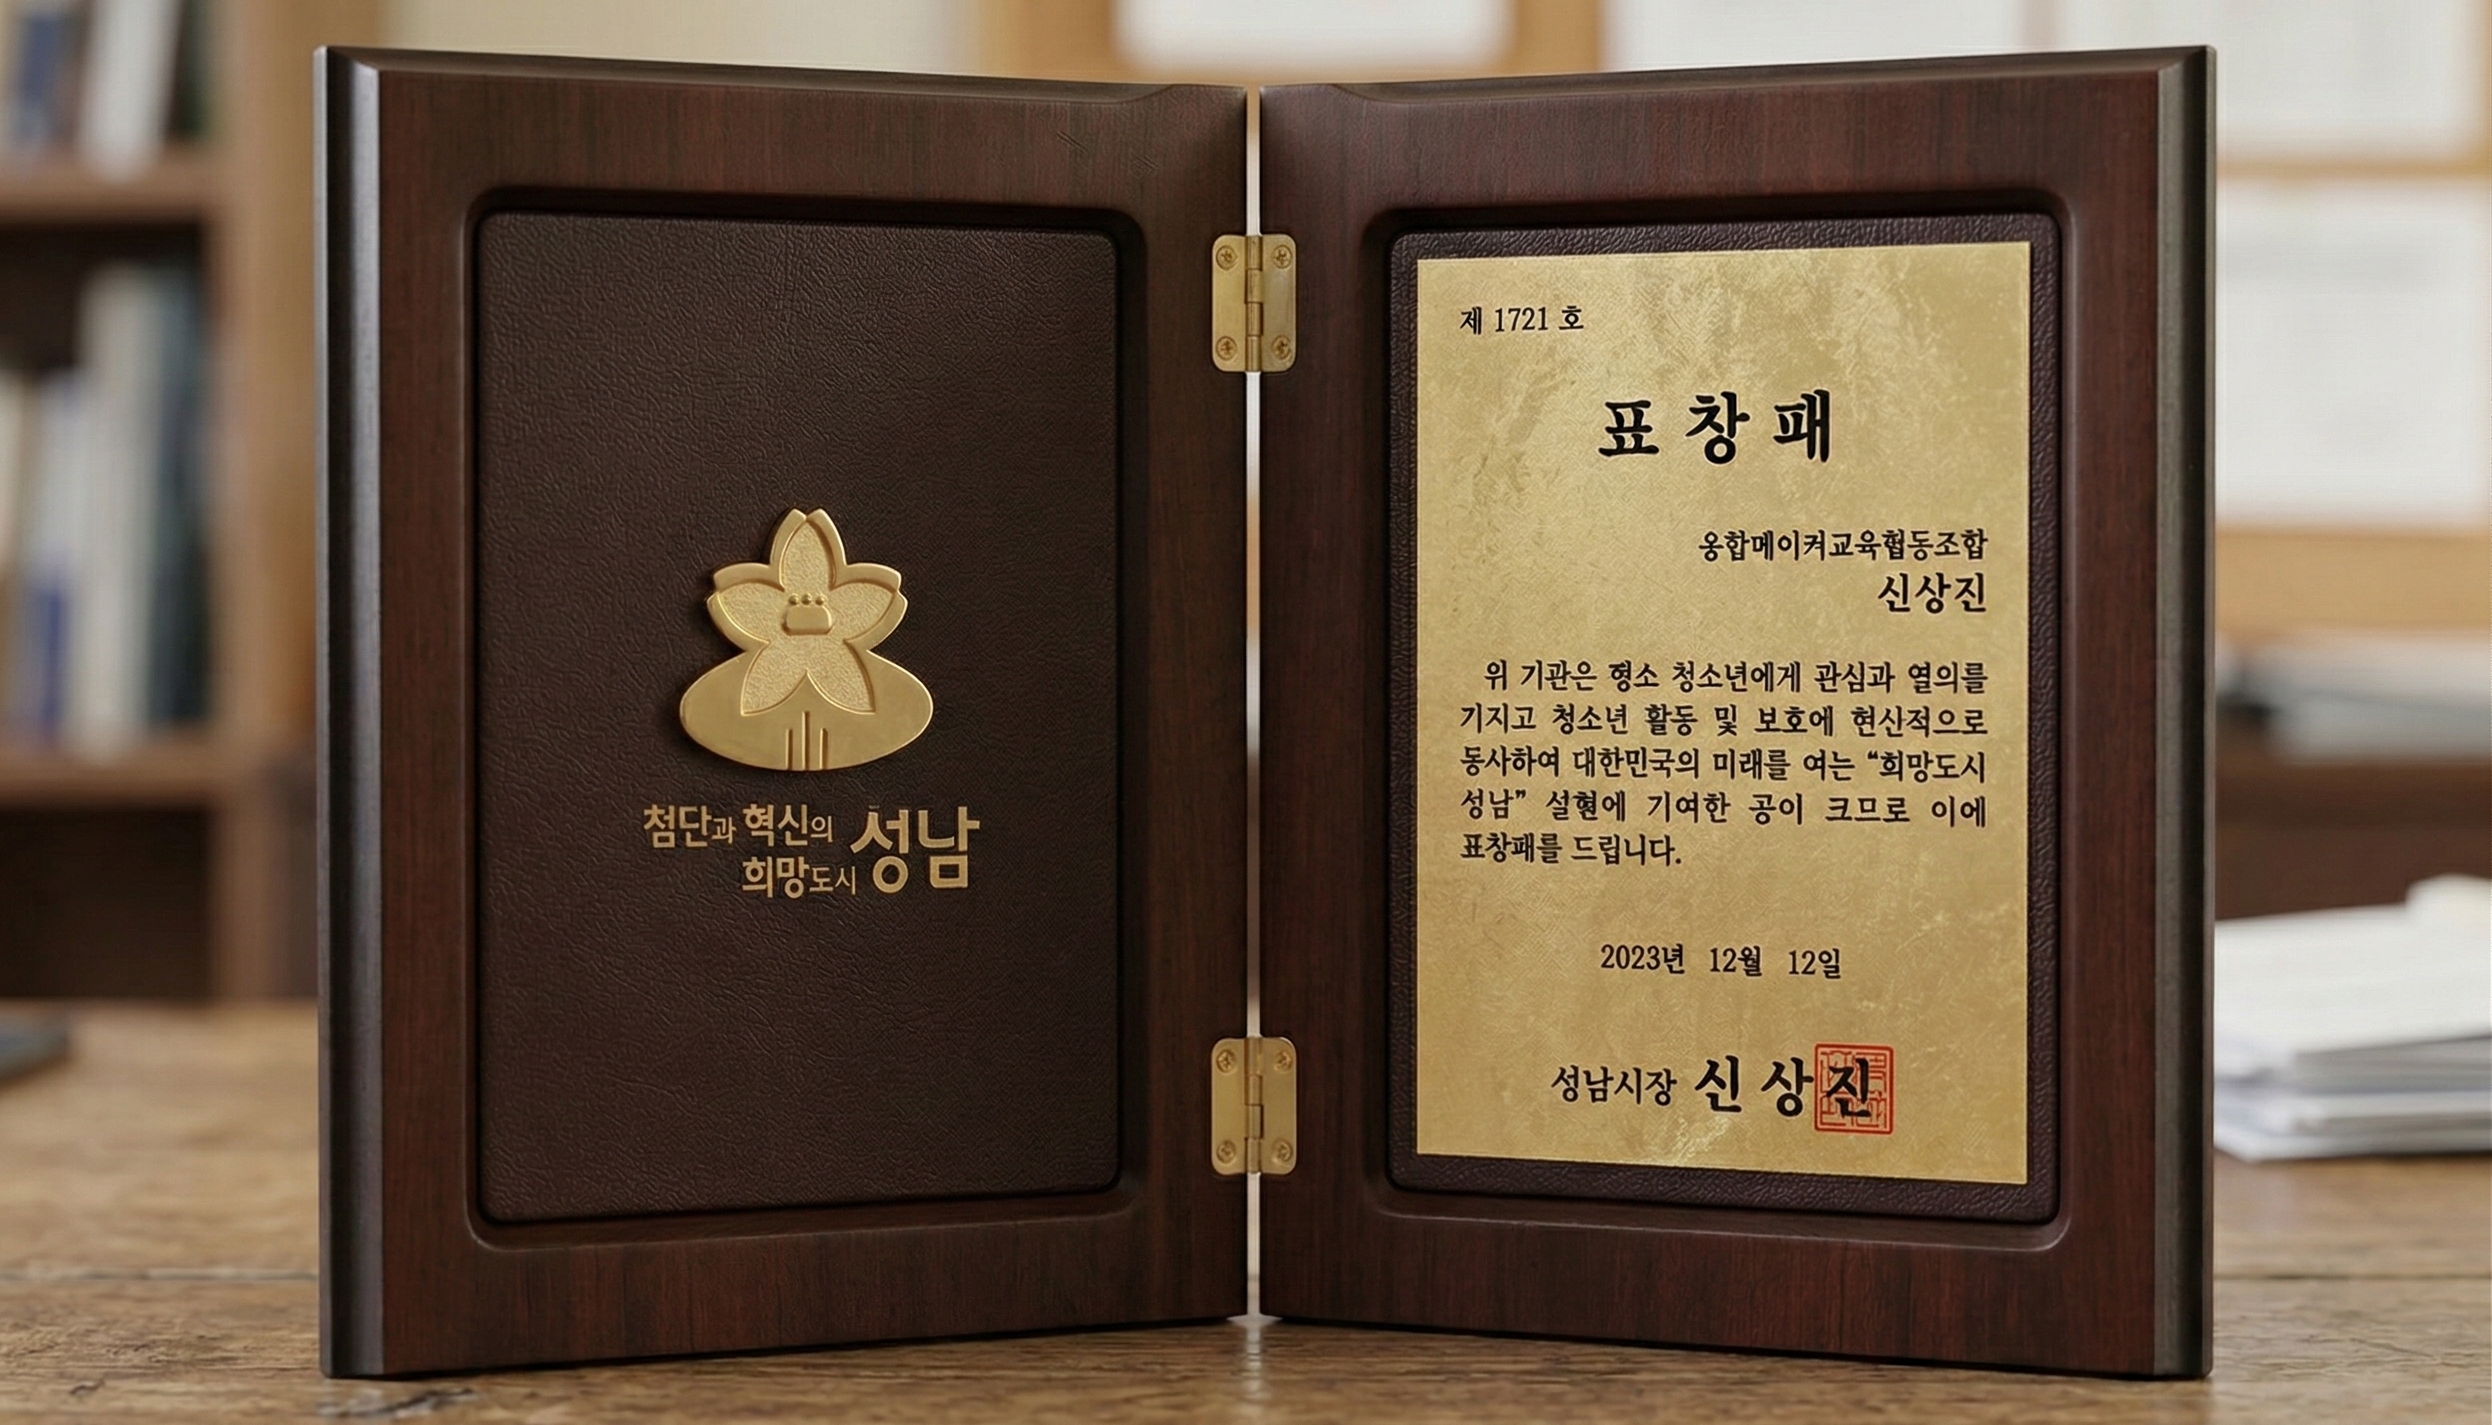 첨단과 혁신의
희망도시 성남
제 1721 호
표창패
옹합메이켜교육협동조합
신상진
위 기관은 형소 청소년에게 관심과 열의를
기지고 청소년 활동 및 보호에 현산적으로
동사하여 대한민국의 미래를 여는 “희망도시
성남” 설현에 기여한 공이 크므로 이에
표창패를 드립니다.
2023년 12월 12일
성남시장 신상진